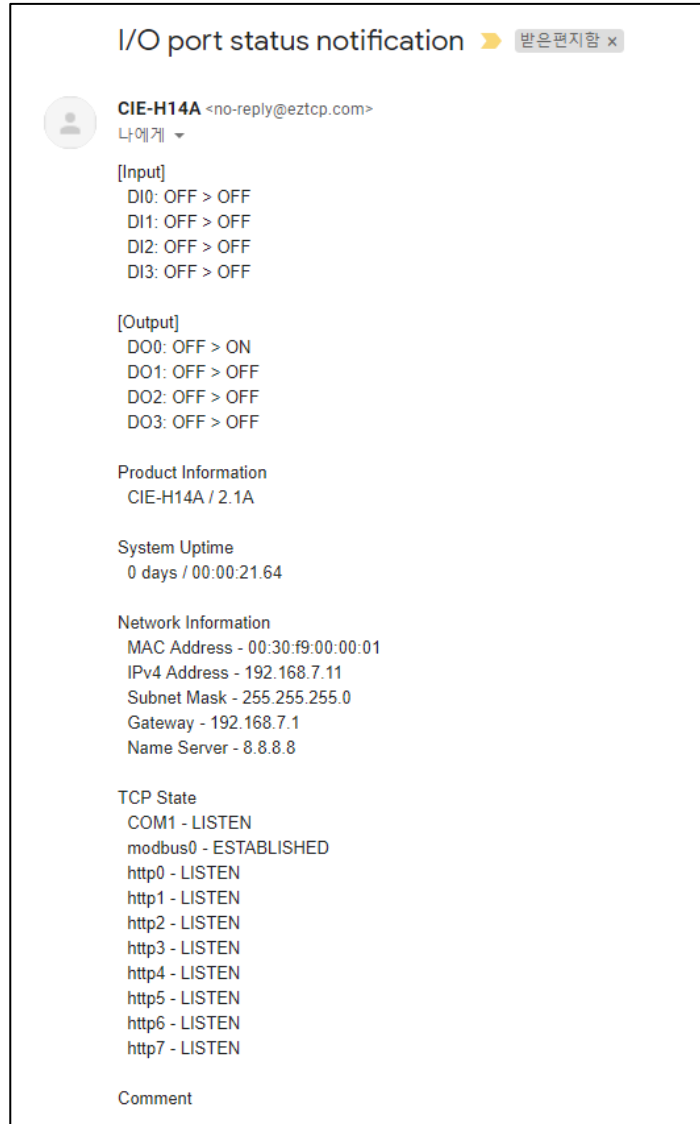 I/O port status notification 받은편지함 x
CIE-H14A <no-reply@eztcp.com>
나에게
[Input]
DI0: OFF > OFF
DI1: OFF > OFF
DI2: OFF > OFF
DI3: OFF > OFF
[Output]
DO0: OFF > ON
DO1: OFF > OFF
DO2: OFF > OFF
DO3: OFF > OFF
Product Information
CIE-H14A / 2.1A
System Uptime
0 days / 00:00:21.64
Network Information
MAC Address - 00:30:f9:00:00:01
IPv4 Address - 192.168.7.11
Subnet Mask - 255.255.255.0
Gateway - 192.168.7.1
Name Server - 8.8.8.8
TCP State
COM1 - LISTEN
modbus0 - ESTABLISHED
http0 - LISTEN
http1 - LISTEN
http2 - LISTEN
http3 - LISTEN
http4 - LISTEN
http5 - LISTEN
http6 - LISTEN
http7 - LISTEN
Comment